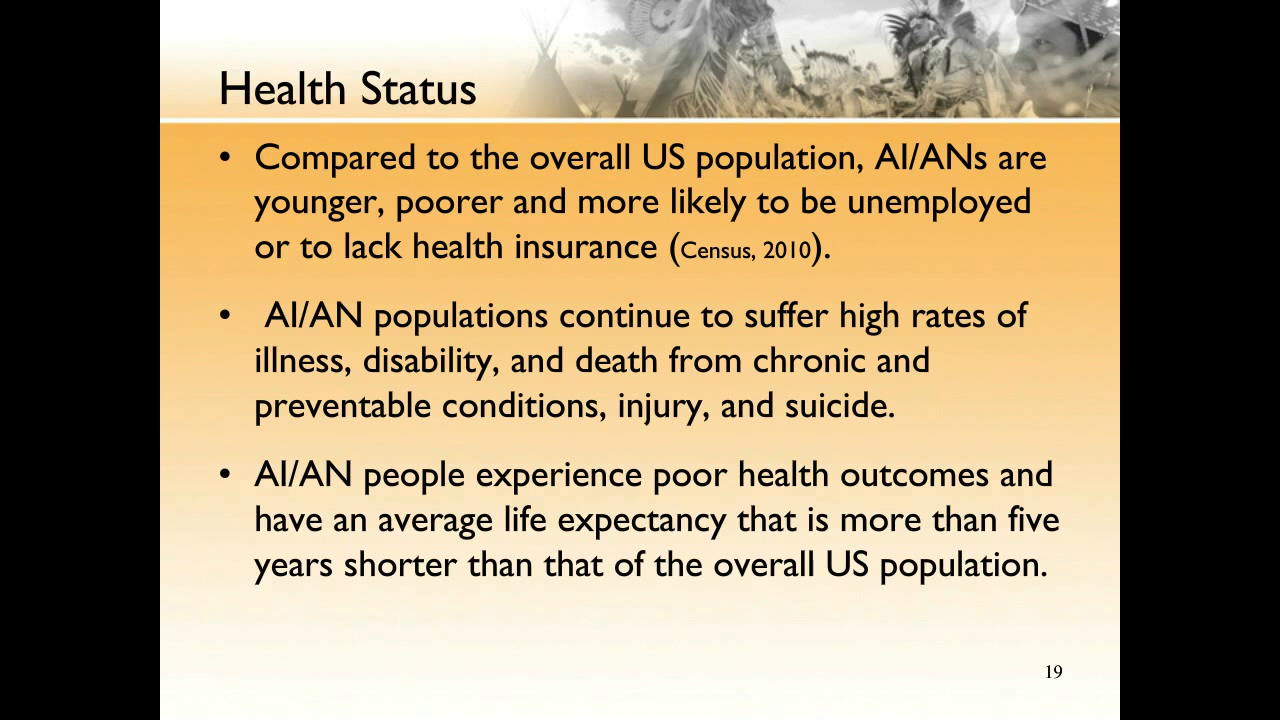 Health Status
• Compared to the overall US population, AI/ANs are
younger, poorer and more likely to be unemployed
or to lack health insurance (Census, 2010).
• AI/AN populations continue to suffer high rates of
illness, disability, and death from chronic and
preventable conditions, injury, and suicide.
• AI/AN people experience poor health outcomes and
have an average life expectancy that is more than five
years shorter than that of the overall US population.
19